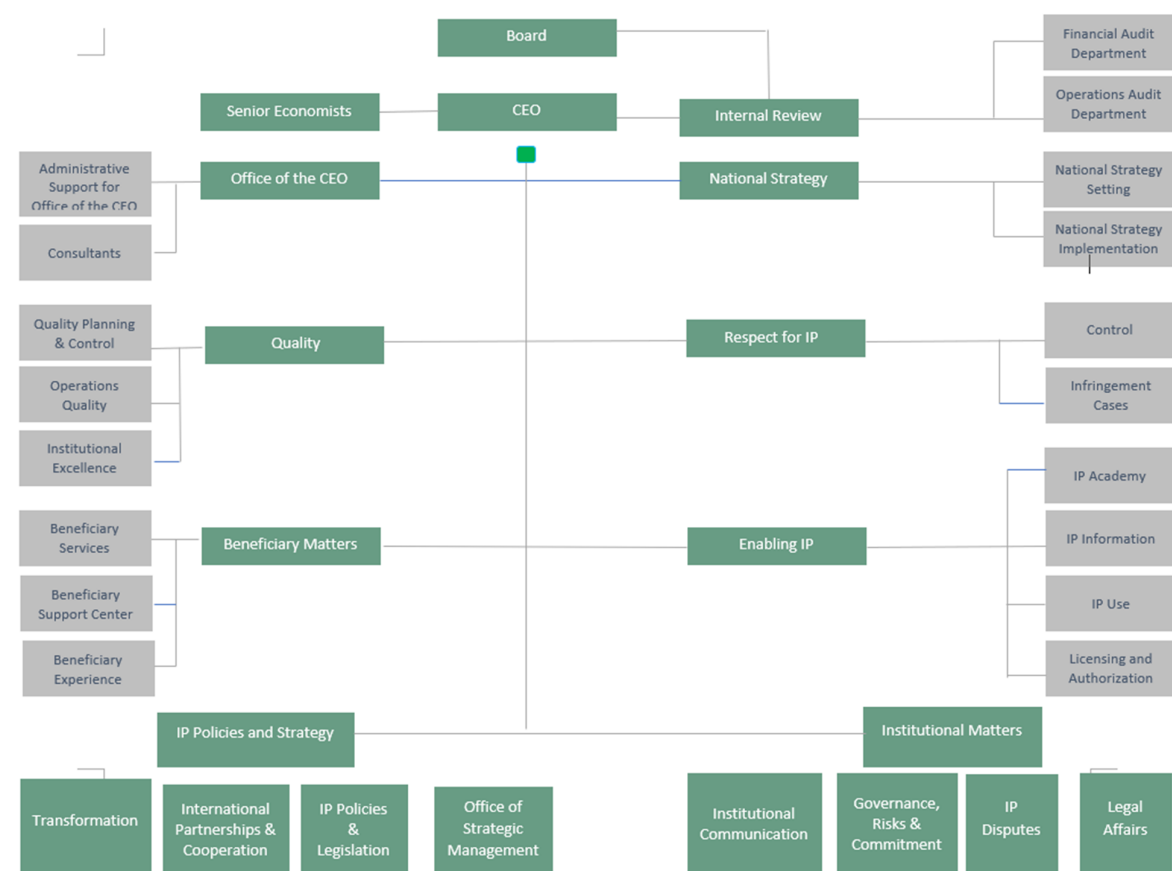 Board
Financial Audit
Department
Senior Economists
CEO
Internal Review
Operations Audit
Department
Administrative
Support for
Office of the CEO
Office of the CEO
National Strategy
National Strategy
Setting
Consultants
National Strategy
Implementation
Quality Planning
& Control
Quality
Respect for IP
Control
Operations
Quality
Infringement
Cases
Institutional
Excellence
IP Academy
Beneficiary
Services
Beneficiary Matters
Enabling IP
IP Information
Beneficiary
Support Center
IP Use
Beneficiary
Experience
Licensing and
Authorization
IP Policies and Strategy
Institutional Matters
Transformation
International
Partnerships &
Cooperation
IP Policies
&
Legislation
Office of
Strategic
Management
Institutional
Communication
Governance,
Risks &
Commitment
IP
Disputes
Legal
Affairs